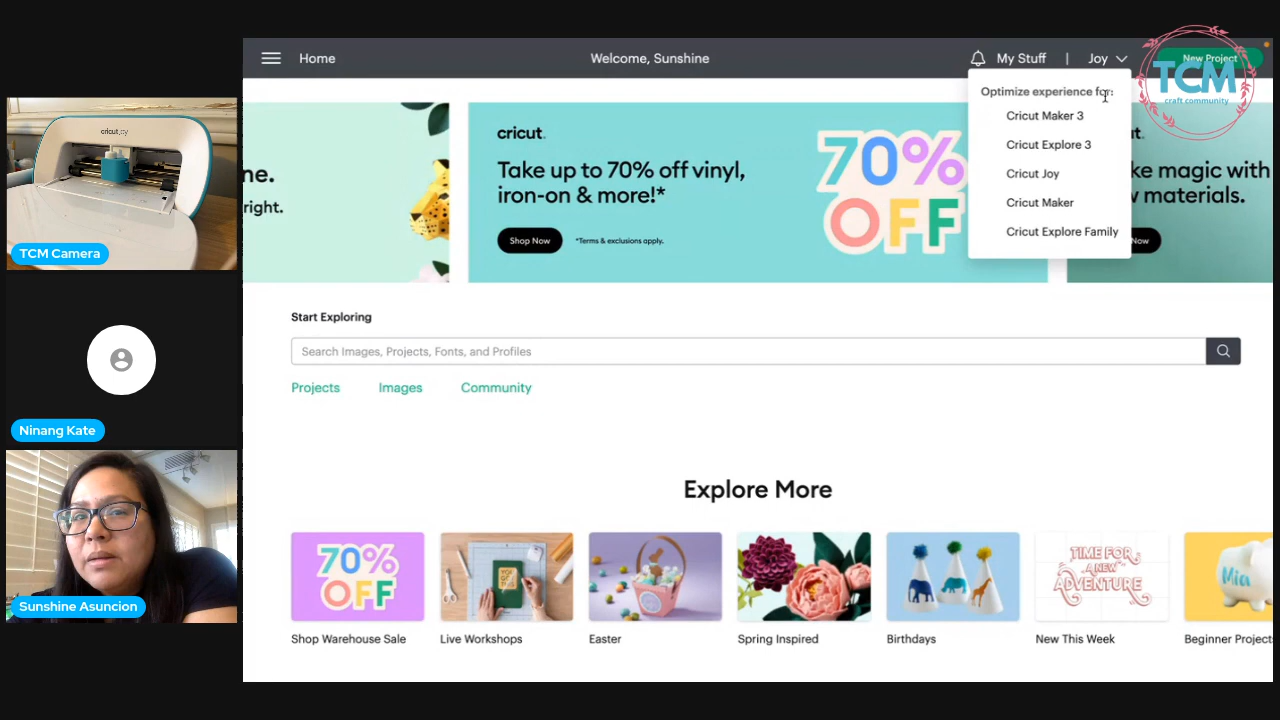 Home
Welcome, Sunshine
My Stuff | Joy
New Project
TCM
craft community
Optimize experience for:
Cricut Maker 3
Cricut Explore 3
Cricut Joy
Cricut Maker
Cricut Explore Family
ne.
right.
cricut.
Take up to 70% off vinyl,
iron-on & more!*
Shop Now
*Terms & exclusions apply.
70%
OFF
t.
ke magic with
materials.
Now
cricut joy
TCM Camera
Ninang Kate
Sunshine Asuncion
Start Exploring
Search Images, Projects, Fonts, and Profiles
Projects Images Community
Explore More
70%
OFF
Shop Warehouse Sale
Live Workshops
Easter
Spring Inspired
Birthdays
TIME FOR
A NEW
ADVENTURE
New This Week
Mia
Beginner Project